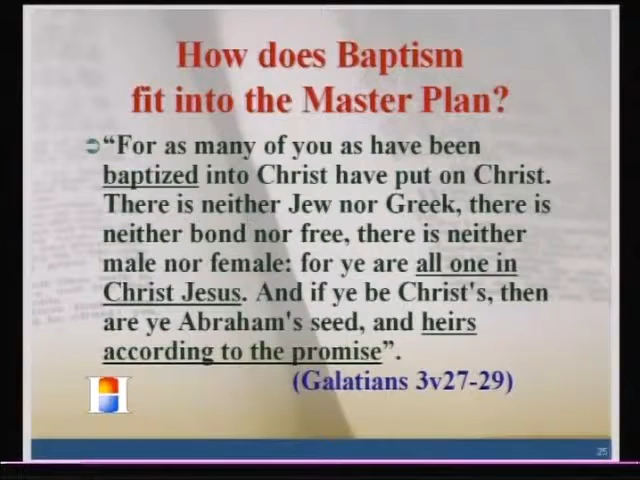 How does Baptism
fit into the Master Plan?
“For as many of you as have been
baptized into Christ have put on Christ.
There is neither Jew nor Greek, there is
neither bond nor free, there is neither
male nor female: for ye are all one in
Christ Jesus. And if ye be Christ's, then
are ye Abraham's seed, and heirs
according to the promise”.
(Galatians 3v27-29)
H
25